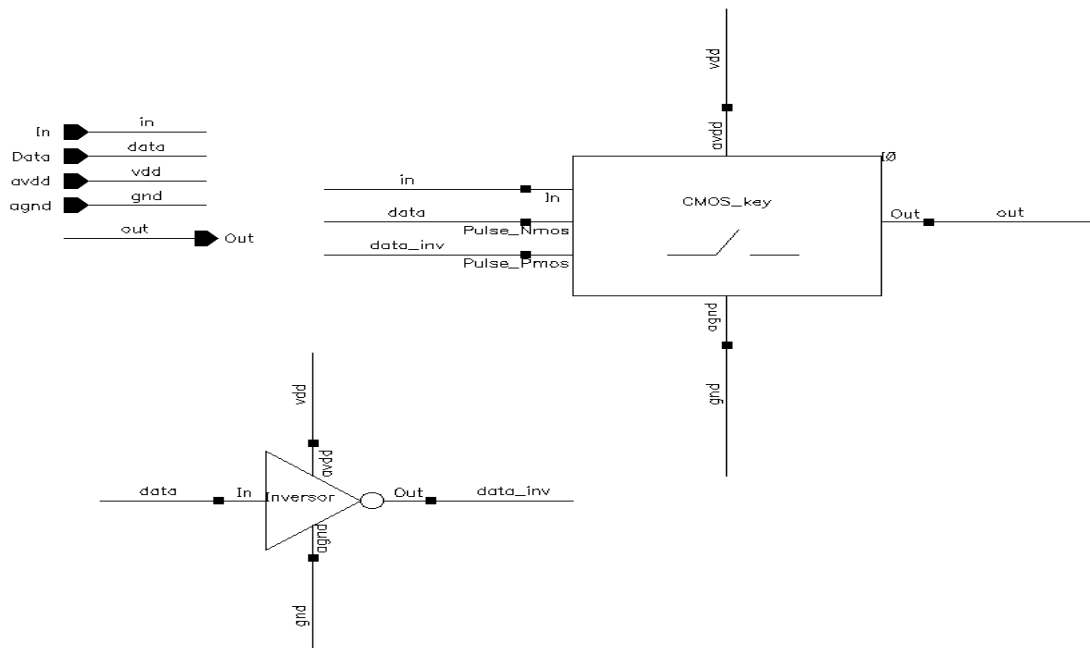 In in
Data data
avdd vdd
agnd gnd
out Out
vdd
avdd
I0
in
In
CMOS_key
data
Pulse_Nmos
data_inv
Pulse_Pmos
Out out
agnd
gnd
vdd
avdd
data In Inversor Out data_inv
agnd
gnd